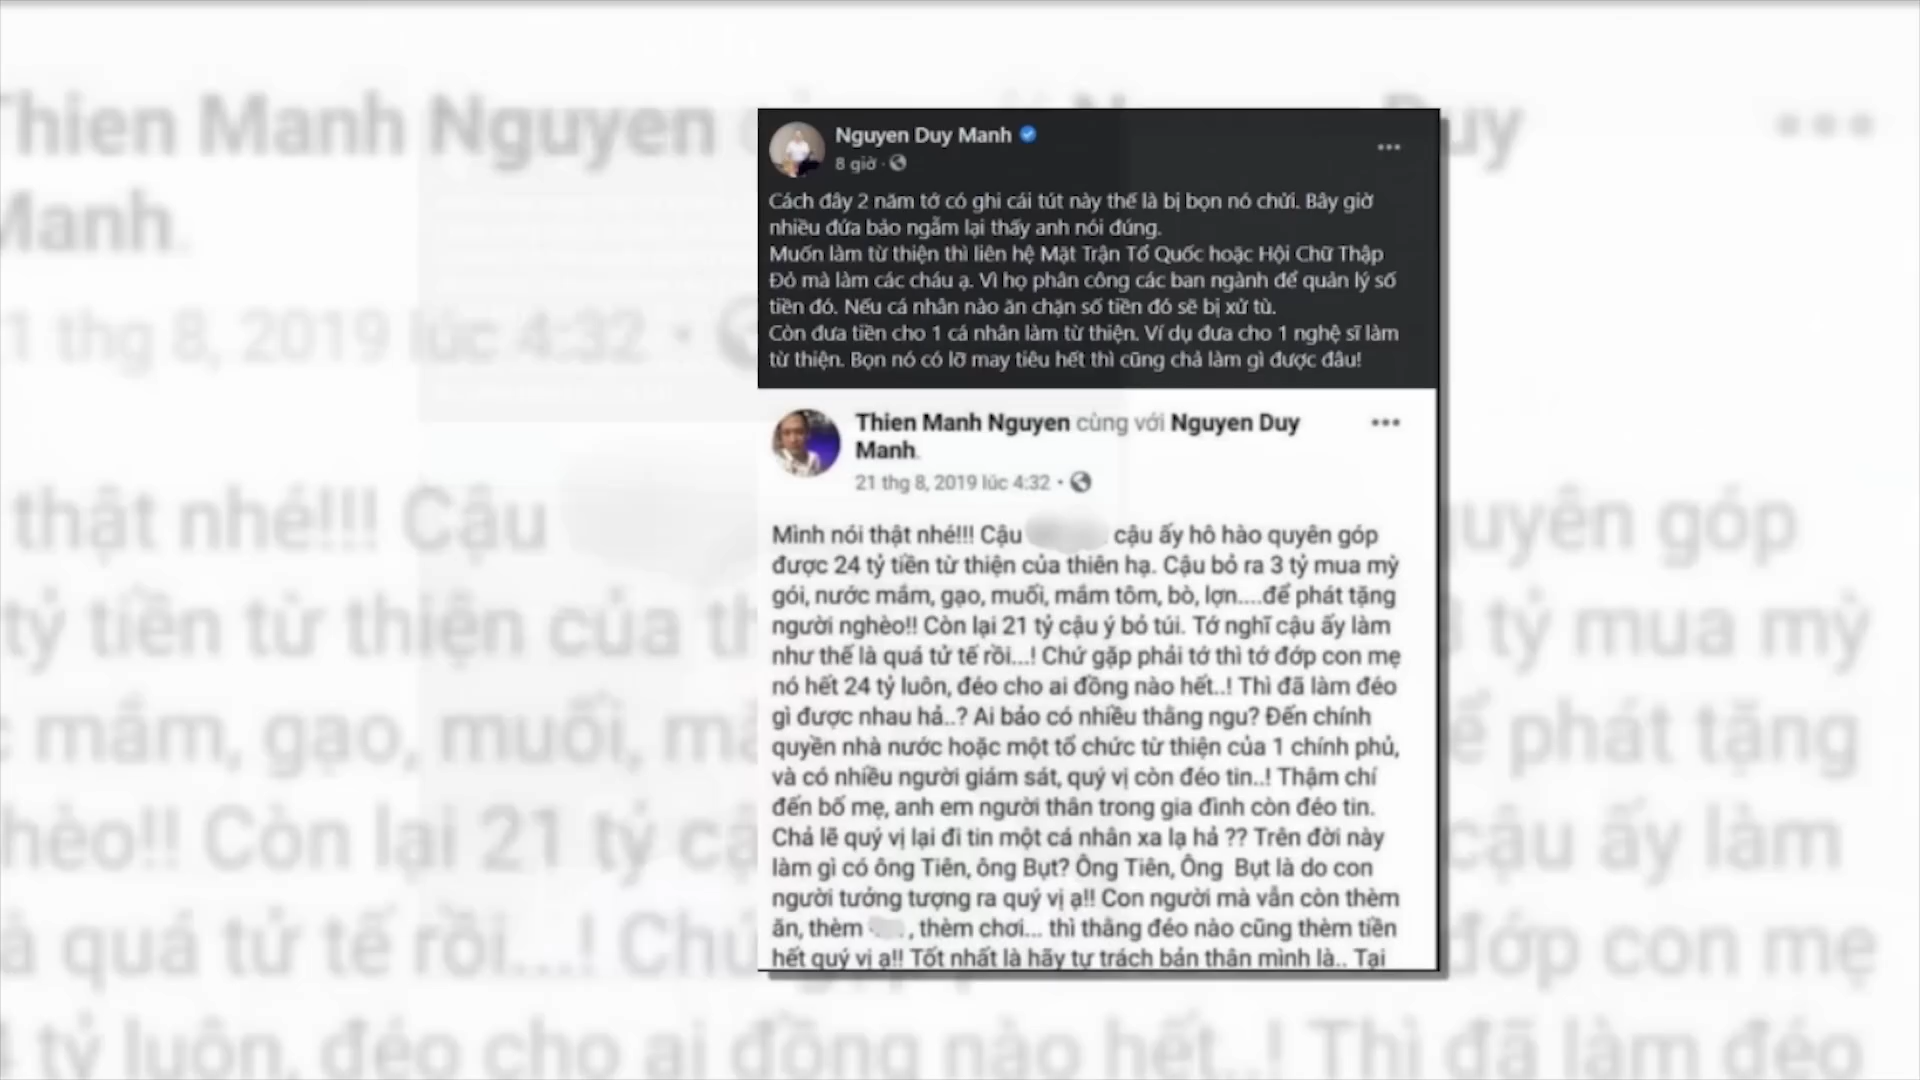 Nguyen Duy Manh
8 giờ ·
Cách đây 2 năm tớ có ghi cái tút này thế là bị bọn nó chửi. Bây giờ
nhiều đứa bảo ngẫm lại thấy anh nói đúng.
Muốn làm từ thiện thì liên hệ Mặt Trận Tổ Quốc hoặc Hội Chữ Thập
Đỏ mà làm các cháu ạ. Vì họ phân công các ban ngành để quản lý số
tiền đó. Nếu cá nhân nào ăn chặn số tiền đó sẽ bị xử tù.
Còn đưa tiền cho 1 cá nhân làm từ thiện. Ví dụ đưa cho 1 nghệ sĩ làm
từ thiện. Bọn nó có lỡ may tiêu hết thì cũng chả làm gì được đâu!
Thien Manh Nguyen cùng với Nguyen Duy
Manh.
21 thg 8, 2019 lúc 4:32 ·
Mình nói thật nhé!!! Cậu cậu ấy hô hào quyên góp
được 24 tỷ tiền từ thiện của thiên hạ. Cậu bỏ ra 3 tỷ mua mỳ
gói, nước mắm, gạo, muối, mắm tôm, bò, lợn....để phát tặng
người nghèo!! Còn lại 21 tỷ cậu ý bỏ túi. Tớ nghĩ cậu ấy làm
như thế là quá tử tế rồi...! Chứ gặp phải tớ thì tớ đớp con mẹ
nó hết 24 tỷ luôn, đéo cho ai đồng nào hết..! Thì đã làm đéo
gì được nhau hả..? Ai bảo có nhiều thằng ngu? Đến chính
quyền nhà nước hoặc một tổ chức từ thiện của 1 chính phủ,
và có nhiều người giám sát, quý vị còn đéo tin..! Thậm chí
đến bố mẹ, anh em người thân trong gia đình còn đéo tin.
Chả lẽ quý vị lại đi tin một cá nhân xa lạ hả ?? Trên đời này
làm gì có ông Tiên, ông Bụt? Ông Tiên, Ông Bụt là do con
người tưởng tượng ra quý vị ạ!! Con người mà vẫn còn thèm
ăn, thèm , thèm chơi... thì thằng đéo nào cũng thèm tiền
hết quý vị ạ!! Tốt nhất là hãy tự trách bản thân mình là.. Tại